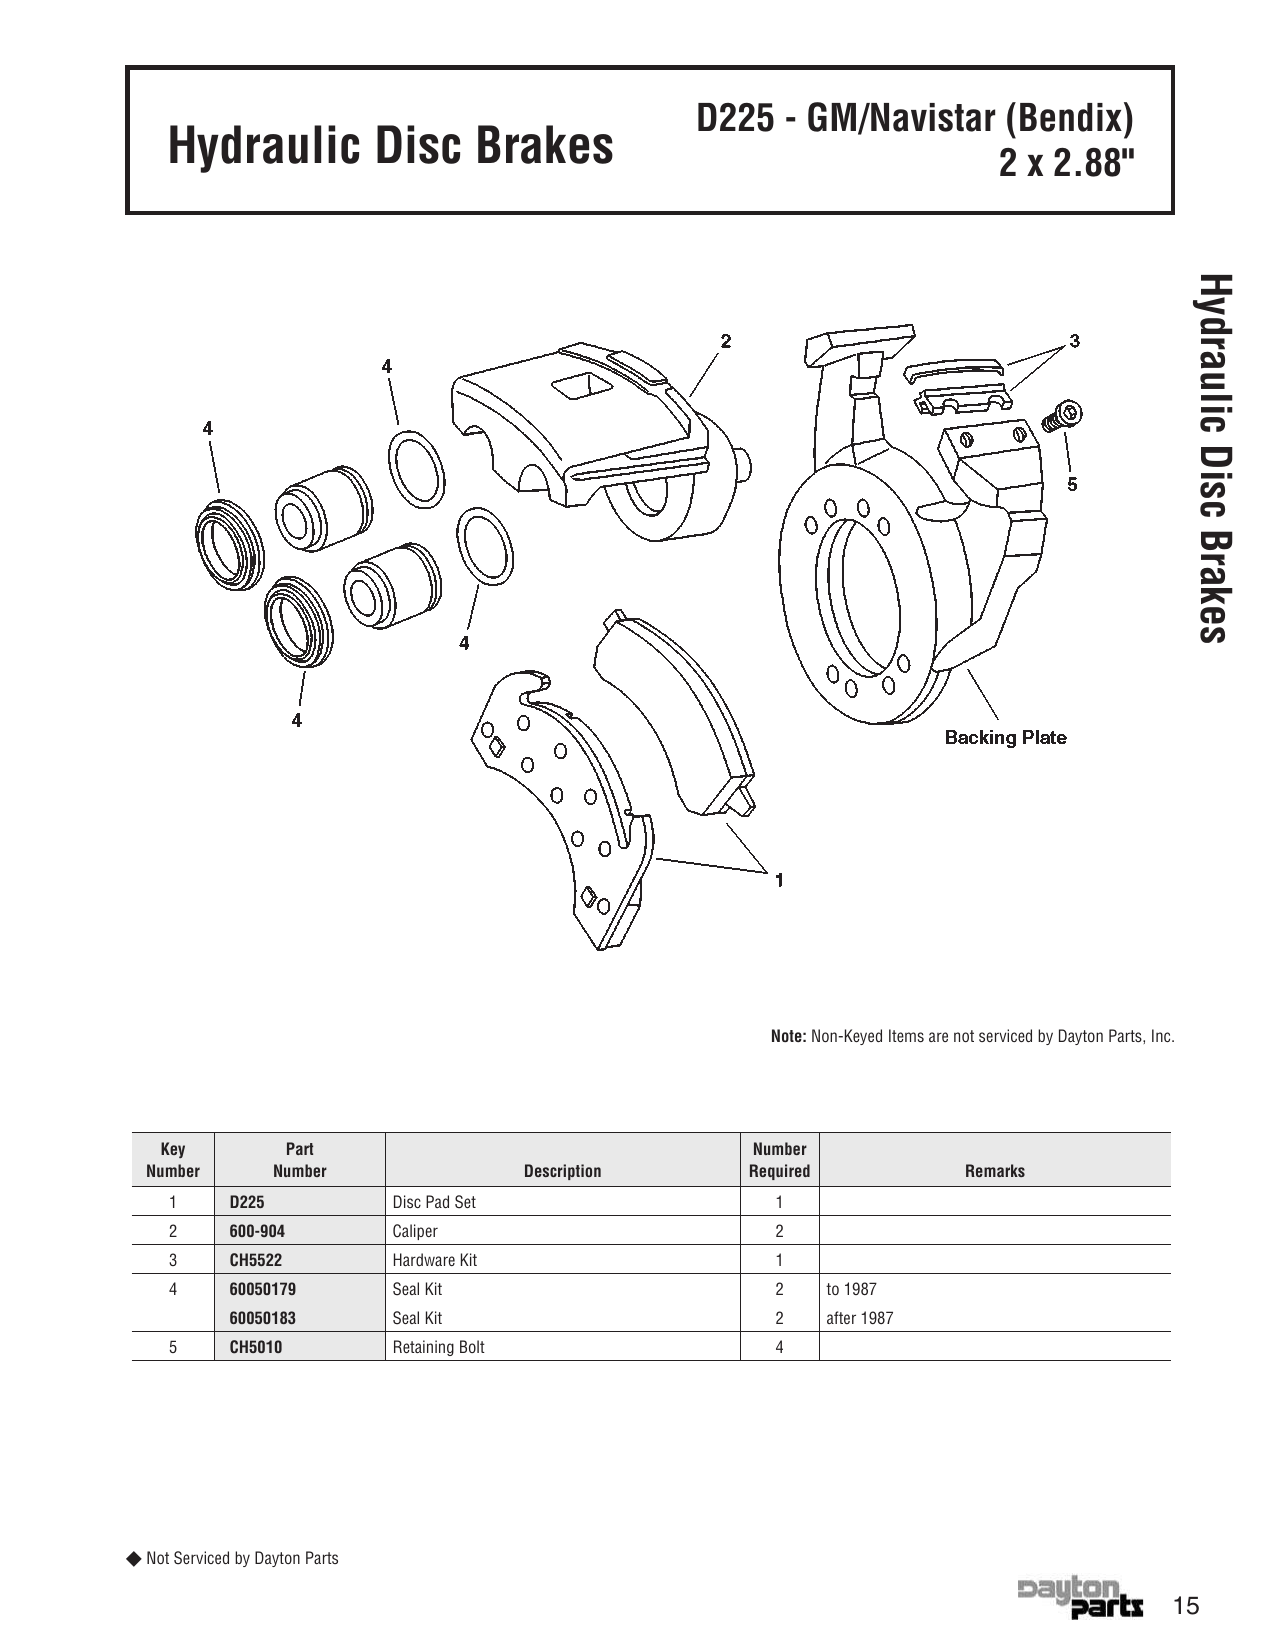 Hydraulic Disc Brakes
D225 - GM/Navistar (Bendix)
2 x 2.88"
Hydraulic Disc Brakes
2
3
4
4
5
4
4
Backing Plate
1
Note: Non-Keyed Items are not serviced by Dayton Parts, Inc.
Key Number Part Number Description Number Required Remarks
1 D225 Disc Pad Set 1
2 600-904 Caliper 2
3 CH5522 Hardware Kit 1
4 60050179 Seal Kit 2 to 1987
60050183 Seal Kit 2 after 1987
5 CH5010 Retaining Bolt 4
◆ Not Serviced by Dayton Parts
Dayton
parts
15